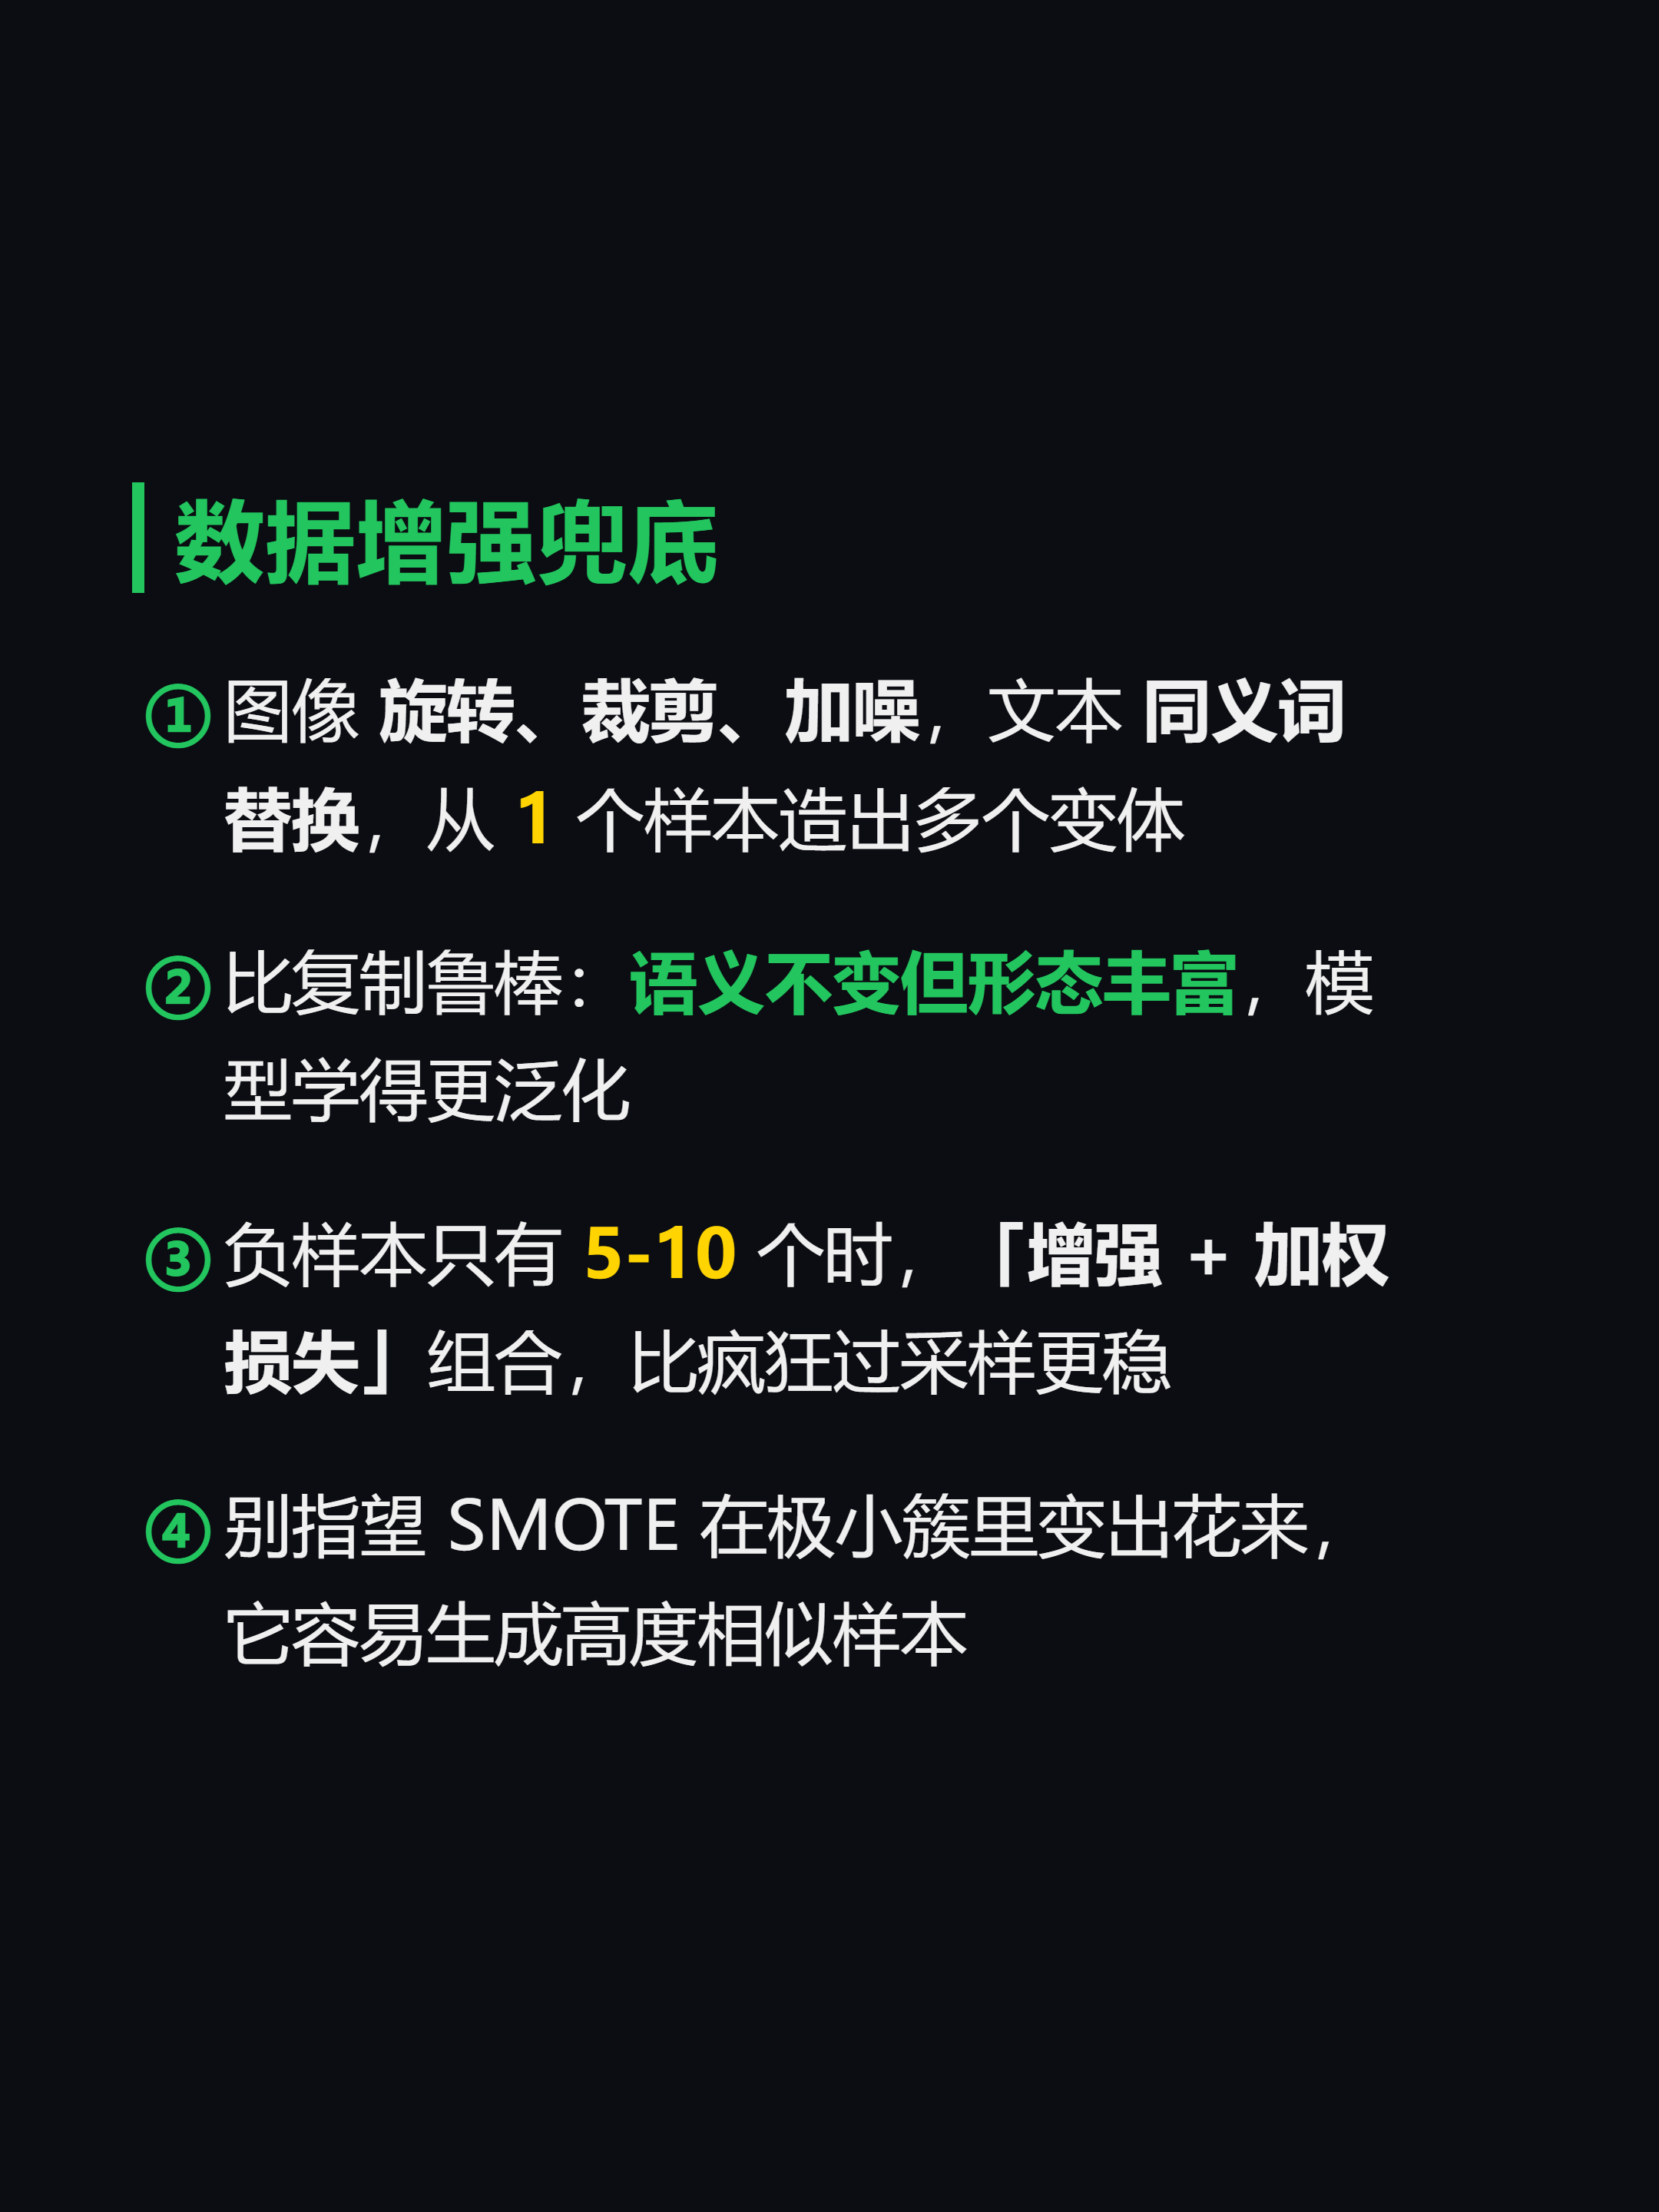 数据增强兜底
①图像 旋转、裁剪、加噪，文本 同义词
替换，从 1 个样本造出多个变体
②比复制鲁棒：语义不变但形态丰富，模
型学得更泛化
③负样本只有 5-10 个时，「增强 + 加权
损失」组合，比疯狂过采样更稳
④别指望 SMOTE 在极小簇里变出花来，
它容易生成高度相似样本